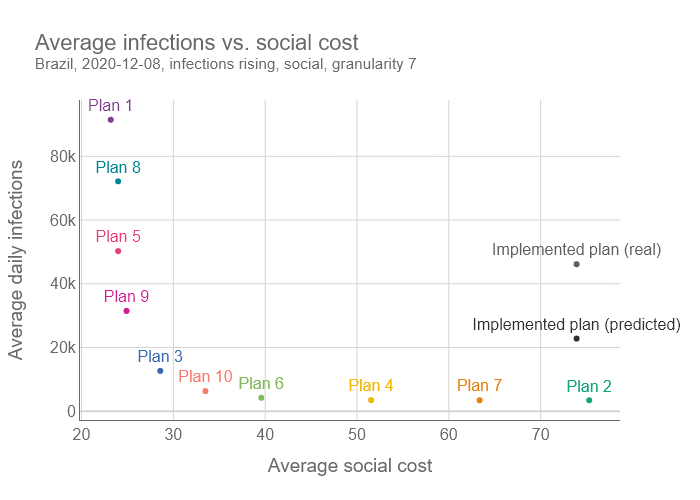 Average infections vs. social cost
Brazil, 2020-12-08, infections rising, social, granularity 7
Plan 1
80k
Plan 8
60k
Plan 5
Implemented plan (real)
40k
Plan 9
Implemented plan (predicted)
20k
Plan 3
Plan 10
Plan 6
Plan 4
Plan 7
Plan 2
0
20 30 40 50 60 70
Average social cost
Average daily infections